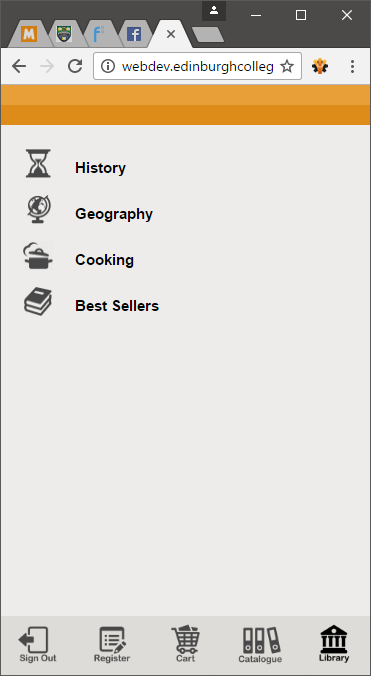 webdev.edinburghcolleg
History
Geography
Cooking
Best Sellers
Sign Out
Register
Cart
Catalogue
Library